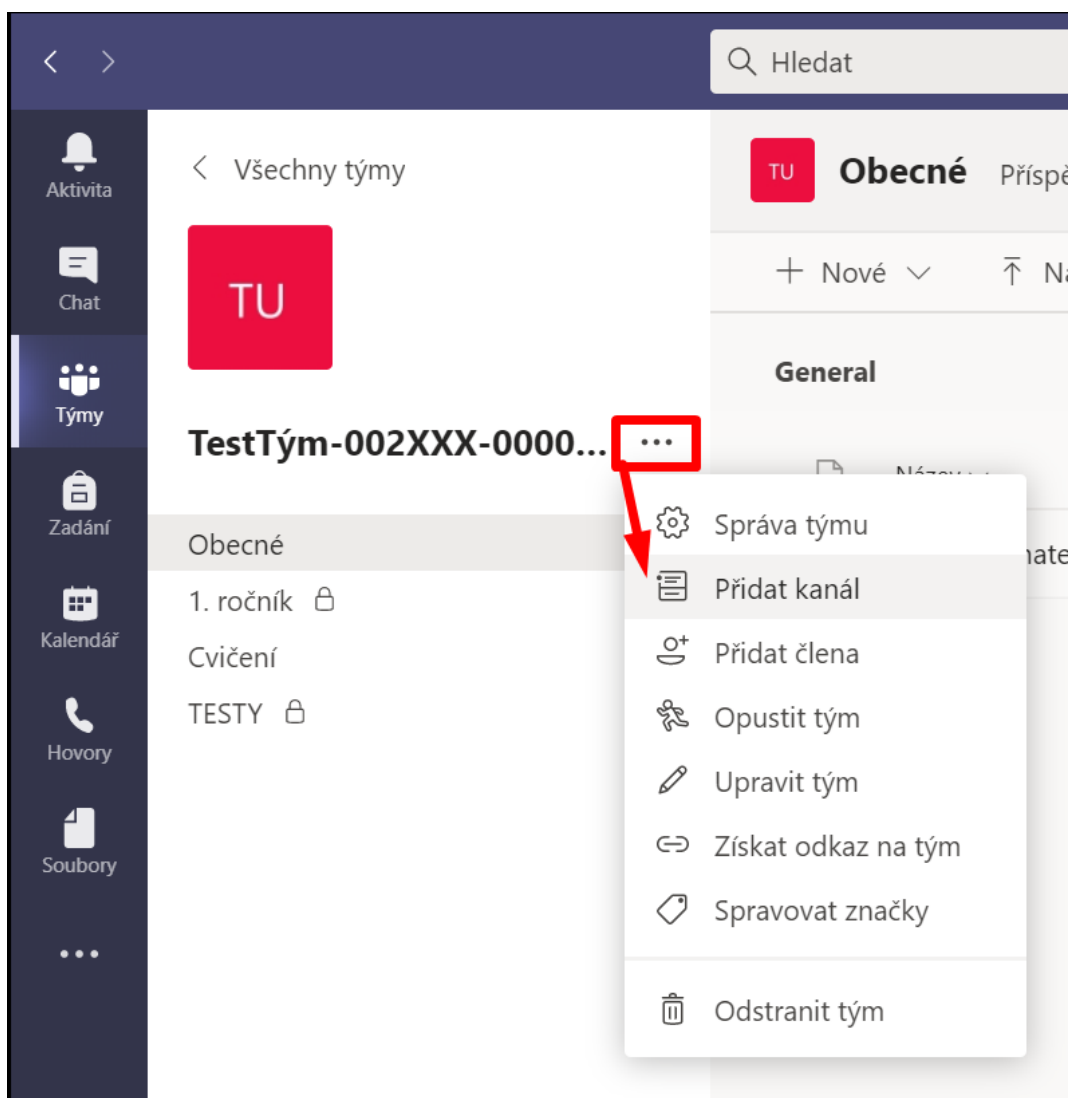 Hledat
Aktivita
Chat
Týmy
Zadání
Kalendář
Hovory
Soubory
Všechny týmy
TU
TestTým-002XXX-0000...
Obecné
1. ročník
Cvičení
TESTY
TU Obecné
Nové
General
Název
Správa týmu
Přidat kanál
Přidat člena
Opustit tým
Upravit tým
Získat odkaz na tým
Spravovat značky
Odstranit tým